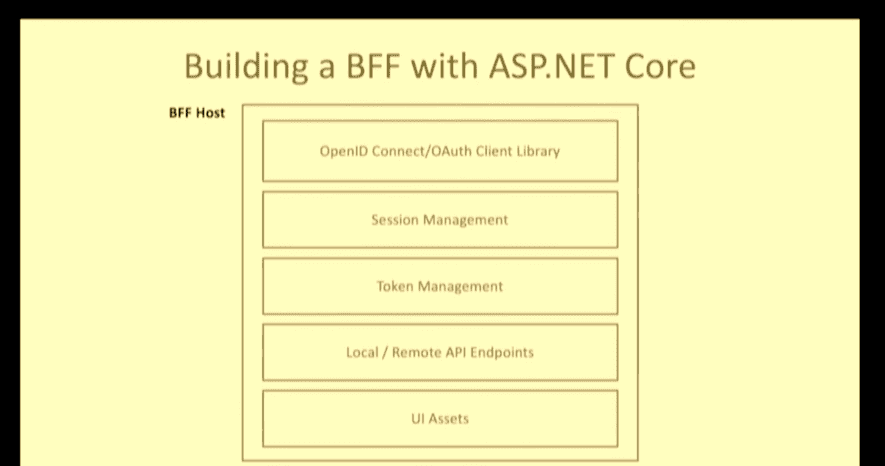 Building a BFF with ASP.NET Core
BFF Host
OpenID Connect/OAuth Client Library
Session Management
Token Management
Local / Remote API Endpoints
UI Assets